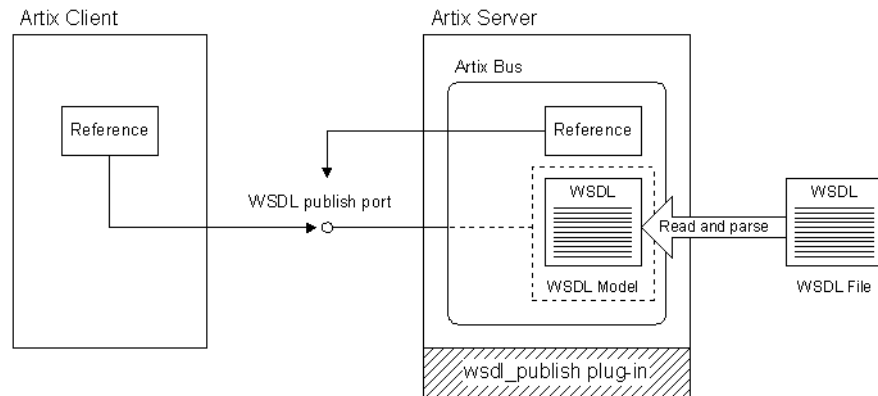 Artix Client
Artix Server
Artix Bus
Reference
Reference
WSDL publish port
WSDL
WSDL
Read and parse
WSDL Model
WSDL File
wsdl_publish plug-in